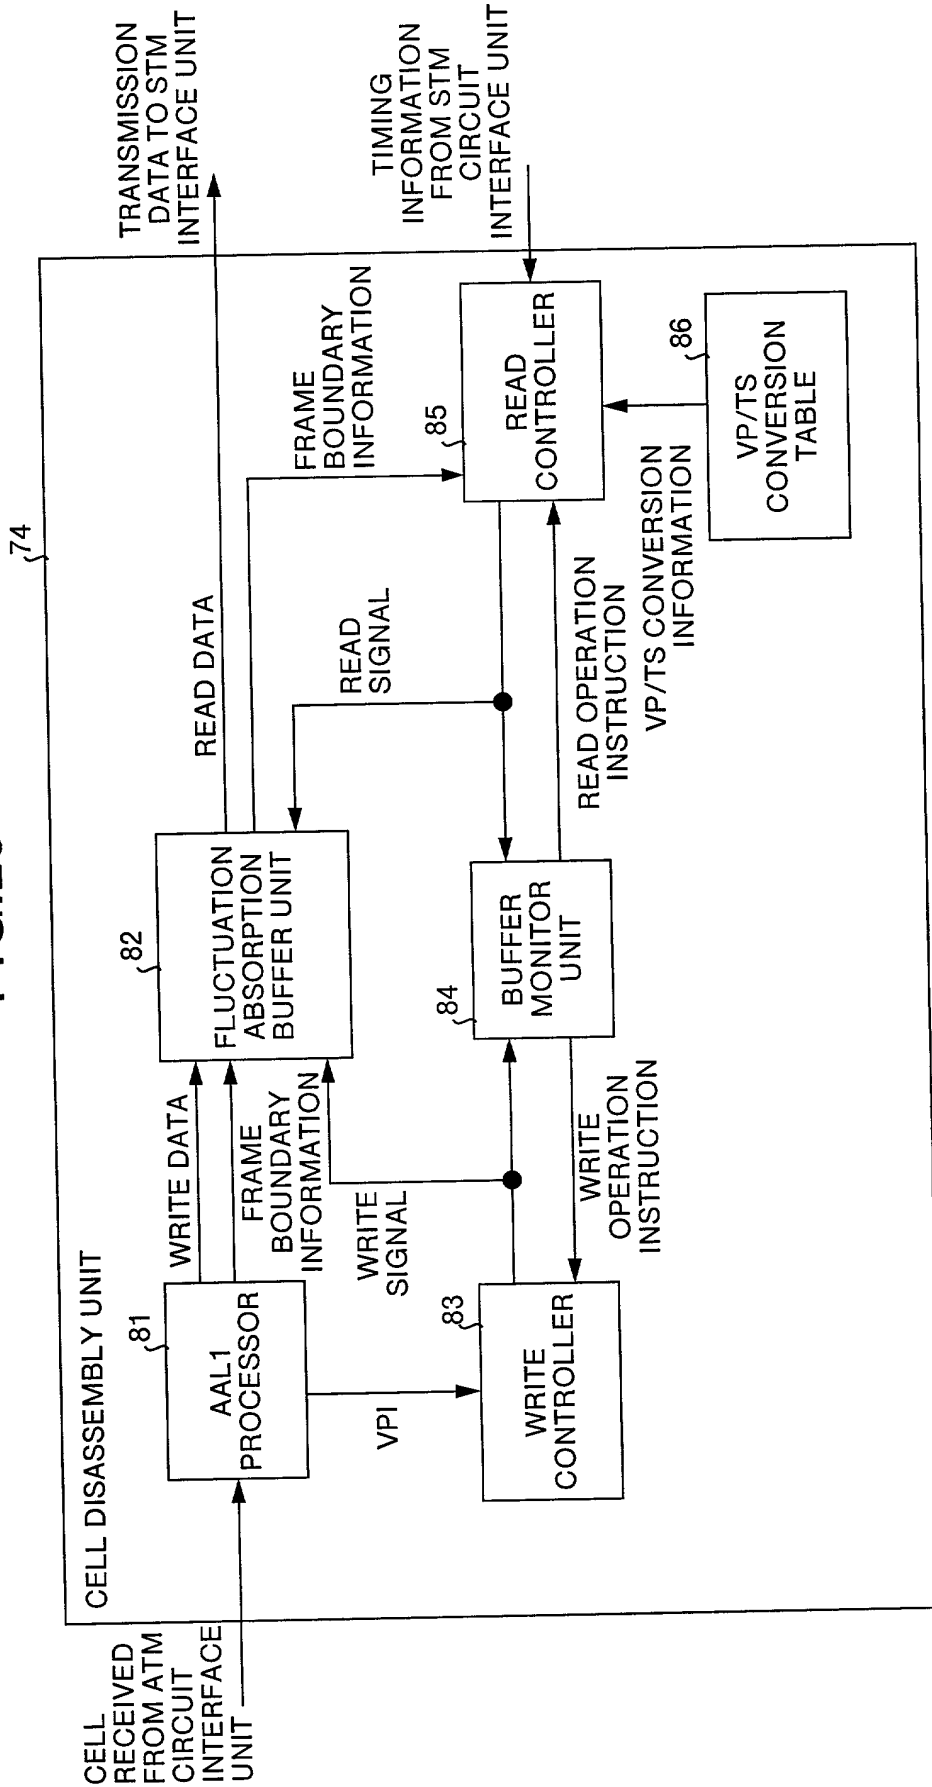 CELL DISASSEMBLY UNIT
74
CELL
RECEIVED
FROM ATM
CIRCUIT
INTERFACE
UNIT
81
AAL1
PROCESSOR
WRITE DATA
FRAME
BOUNDARY
INFORMATION
82
FLUCTUATION
ABSORPTION
BUFFER UNIT
READ DATA
TRANSMISSION
DATA TO STM
INTERFACE UNIT
FRAME
BOUNDARY
INFORMATION
VPI
WRITE
SIGNAL
READ
SIGNAL
83
WRITE
CONTROLLER
WRITE
OPERATION
INSTRUCTION
84
BUFFER
MONITOR
UNIT
READ OPERATION
INSTRUCTION
85
READ
CONTROLLER
TIMING
INFORMATION
FROM STM
CIRCUIT
INTERFACE UNIT
VP/TS CONVERSION
INFORMATION
86
VP/TS
CONVERSION
TABLE